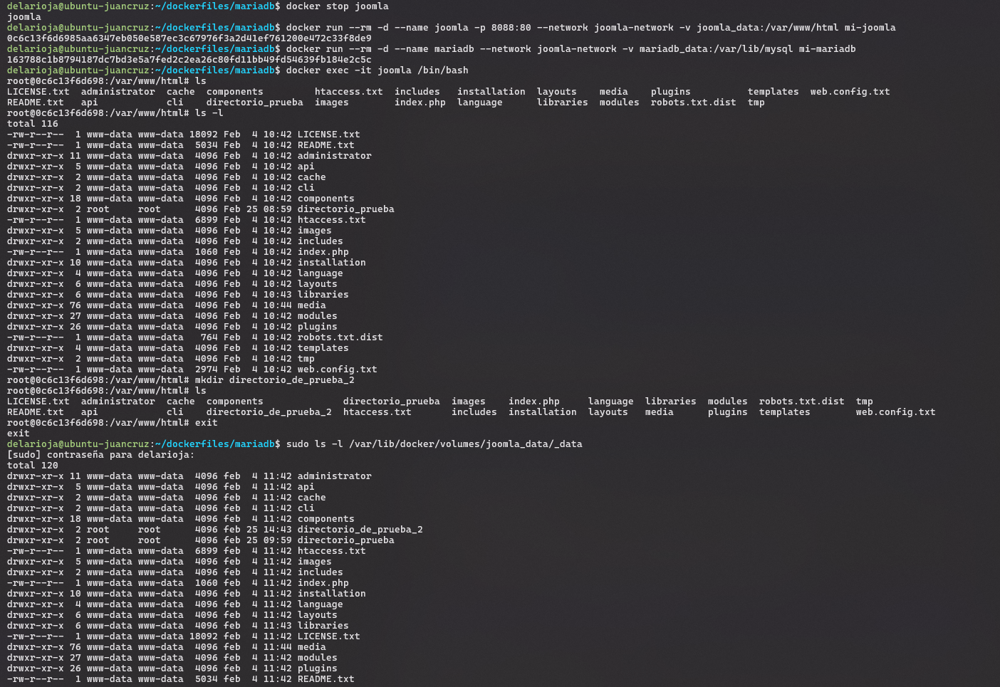 delarioja@ubuntu-juancruz:~/dockerfiles/mariadb$ docker stop joomla
joomla
delarioja@ubuntu-juancruz:~/dockerfiles/mariadb$ docker run --rm -d --name joomla -p 8088:80 --network joomla-network -v joomla_data:/var/www/html mi-joomla
0c6c13f6d6985aa6347eb050e587ec3c67976f3a2d41ef761200e472c33f8de9
delarioja@ubuntu-juancruz:~/dockerfiles/mariadb$ docker run --rm -d --name mariadb --network joomla-network -v mariadb_data:/var/lib/mysql mi-mariadb
163788c1b8794187dc7bd3e5a7fed2c2ea26c80fd11bb49fd54639fb184e2c5c
delarioja@ubuntu-juancruz:~/dockerfiles/mariadb$ docker exec -it joomla /bin/bash
root@0c6c13f6d698:/var/www/html# ls
LICENSE.txt  administrator  cache  components         htaccess.txt  includes   installation  layouts    media    plugins          templates  web.config.txt
README.txt   api            cli    directorio_prueba  images        index.php  language      libraries  modules  robots.txt.dist  tmp
root@0c6c13f6d698:/var/www/html# ls -l
total 116
-rw-r--r--  1 www-data www-data 18092 Feb  4 10:42 LICENSE.txt
-rw-r--r--  1 www-data www-data  5034 Feb  4 10:42 README.txt
drwxr-xr-x 11 www-data www-data  4096 Feb  4 10:42 administrator
drwxr-xr-x  5 www-data www-data  4096 Feb  4 10:42 api
drwxr-xr-x  2 www-data www-data  4096 Feb  4 10:42 cache
drwxr-xr-x  2 www-data www-data  4096 Feb  4 10:42 cli
drwxr-xr-x 18 www-data www-data  4096 Feb  4 10:42 components
drwxr-xr-x  2 root     root      4096 Feb 25 08:59 directorio_prueba
-rw-r--r--  1 www-data www-data  6899 Feb  4 10:42 htaccess.txt
drwxr-xr-x  5 www-data www-data  4096 Feb  4 10:42 images
drwxr-xr-x  2 www-data www-data  4096 Feb  4 10:42 includes
-rw-r--r--  1 www-data www-data  1060 Feb  4 10:42 index.php
drwxr-xr-x 10 www-data www-data  4096 Feb  4 10:42 installation
drwxr-xr-x  4 www-data www-data  4096 Feb  4 10:42 language
drwxr-xr-x  6 www-data www-data  4096 Feb  4 10:42 layouts
drwxr-xr-x  6 www-data www-data  4096 Feb  4 10:43 libraries
drwxr-xr-x 76 www-data www-data  4096 Feb  4 10:44 media
drwxr-xr-x 27 www-data www-data  4096 Feb  4 10:42 modules
drwxr-xr-x 26 www-data www-data  4096 Feb  4 10:42 plugins
-rw-r--r--  1 www-data www-data   764 Feb  4 10:42 robots.txt.dist
drwxr-xr-x  4 www-data www-data  4096 Feb  4 10:42 templates
drwxr-xr-x  2 www-data www-data  4096 Feb  4 10:42 tmp
-rw-r--r--  1 www-data www-data  2974 Feb  4 10:42 web.config.txt
root@0c6c13f6d698:/var/www/html# mkdir directorio_de_prueba_2
root@0c6c13f6d698:/var/www/html# ls
LICENSE.txt  administrator  cache  components              directorio_prueba  images    index.php     language  libraries  modules  robots.txt.dist  tmp
README.txt   api            cli    directorio_de_prueba_2  htaccess.txt       includes  installation  layouts   media      plugins  templates        web.config.txt
root@0c6c13f6d698:/var/www/html# exit
exit
delarioja@ubuntu-juancruz:~/dockerfiles/mariadb$ sudo ls -l /var/lib/docker/volumes/joomla_data/_data
[sudo] contraseña para delarioja:
total 120
drwxr-xr-x 11 www-data www-data  4096 feb  4 11:42 administrator
drwxr-xr-x  5 www-data www-data  4096 feb  4 11:42 api
drwxr-xr-x  2 www-data www-data  4096 feb  4 11:42 cache
drwxr-xr-x  2 www-data www-data  4096 feb  4 11:42 cli
drwxr-xr-x 18 www-data www-data  4096 feb  4 11:42 components
drwxr-xr-x  2 root     root      4096 feb 25 14:43 directorio_de_prueba_2
drwxr-xr-x  2 root     root      4096 feb 25 09:59 directorio_prueba
-rw-r--r--  1 www-data www-data  6899 feb  4 11:42 htaccess.txt
drwxr-xr-x  5 www-data www-data  4096 feb  4 11:42 images
drwxr-xr-x  2 www-data www-data  4096 feb  4 11:42 includes
-rw-r--r--  1 www-data www-data  1060 feb  4 11:42 index.php
drwxr-xr-x 10 www-data www-data  4096 feb  4 11:42 installation
drwxr-xr-x  4 www-data www-data  4096 feb  4 11:42 language
drwxr-xr-x  6 www-data www-data  4096 feb  4 11:42 layouts
drwxr-xr-x  6 www-data www-data  4096 feb  4 11:43 libraries
-rw-r--r--  1 www-data www-data 18092 feb  4 11:42 LICENSE.txt
drwxr-xr-x 76 www-data www-data  4096 feb  4 11:44 media
drwxr-xr-x 27 www-data www-data  4096 feb  4 11:42 modules
drwxr-xr-x 26 www-data www-data  4096 feb  4 11:42 plugins
-rw-r--r--  1 www-data www-data  5034 feb  4 11:42 README.txt